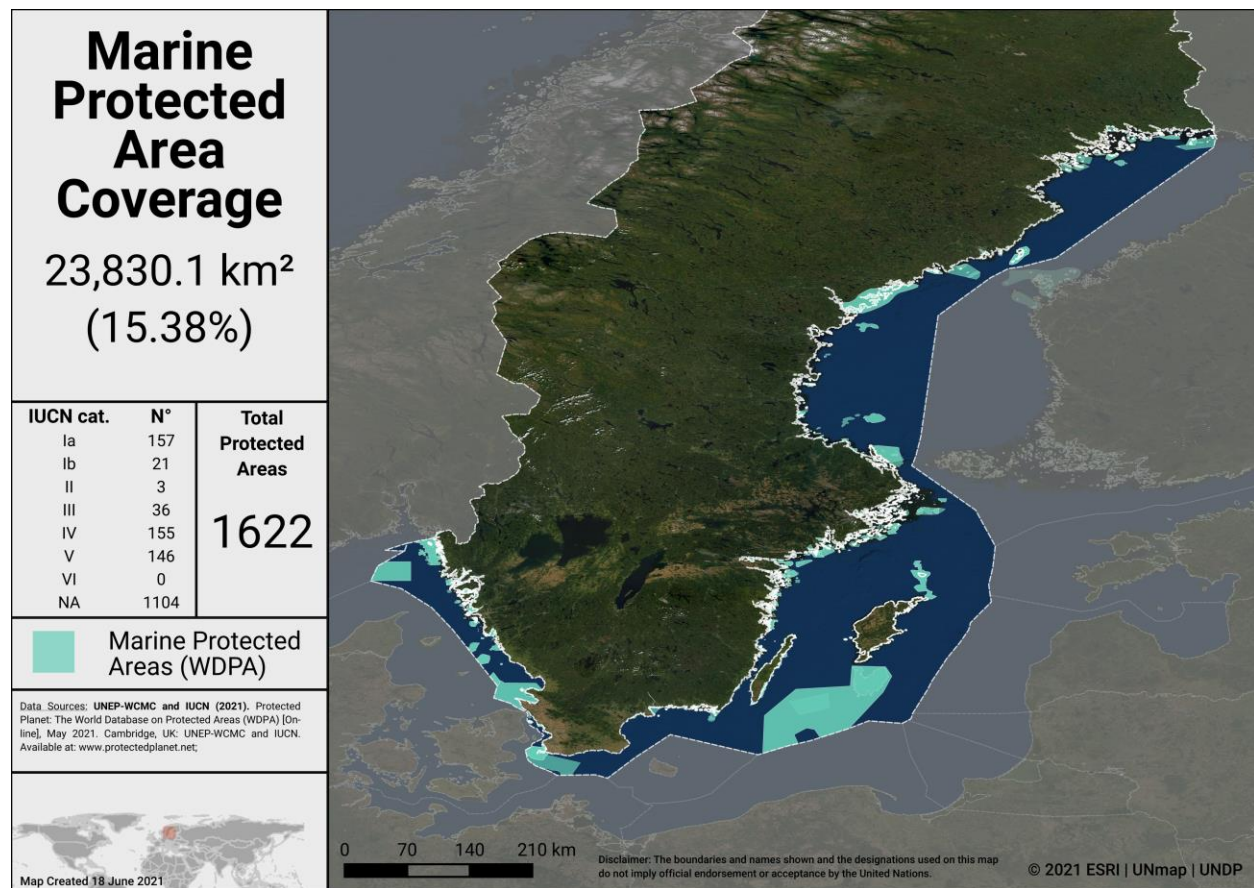 Marine
Protected
Area
Coverage
23,830.1 km²
(15.38%)
IUCN cat. N°
Ia 157
Ib 21
II 3
III 36
IV 155
V 146
VI 0
NA 1104
Total
Protected
Areas
1622
Marine Protected
Areas (WDPA)
Data Sources: UNEP-WCMC and IUCN (2021). Protected
Planet: The World Database on Protected Areas (WDPA) [On-
line], May 2021. Cambridge, UK: UNEP-WCMC and IUCN.
Available at: www.protectedplanet.net;
Map Created 18 June 2021
0 70 140 210 km
Disclaimer: The boundaries and names shown and the designations used on this map
do not imply official endorsement or acceptance by the United Nations.
© 2021 ESRI | UNmap | UNDP